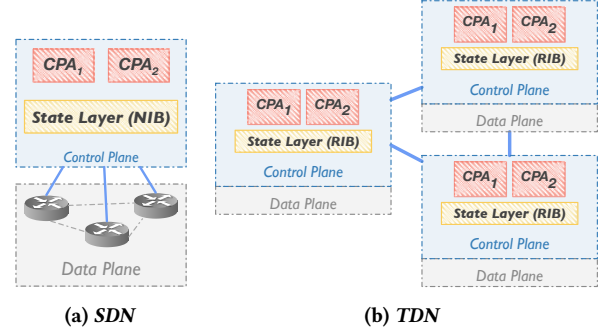 CPA1 CPA2
State Layer (NIB)
Control Plane
Data Plane
(a) SDN
CPA1 CPA2
State Layer (RIB)
Control Plane
Data Plane
CPA1 CPA2
State Layer (RIB)
Control Plane
Data Plane
CPA1 CPA2
State Layer (RIB)
Control Plane
Data Plane
(b) TDN